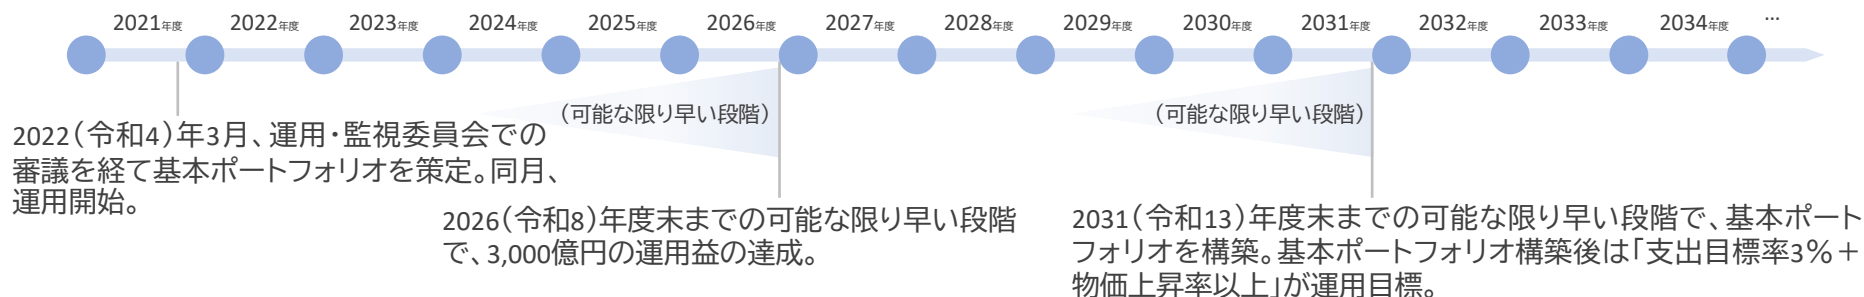 2021年度 2022年度 2023年度 2024年度 2025年度 2026年度 2027年度 2028年度 2029年度 2030年度 2031年度 2032年度 2033年度 2034年度 …
（可能な限り早い段階）
（可能な限り早い段階）
2022（令和4）年3月、運用・監視委員会での
審議を経て基本ポートフォリオを策定。同月、
運用開始。
2026（令和8）年度末までの可能な限り早い段階
で、3,000億円の運用益の達成。
2031（令和13）年度末までの可能な限り早い段階で、基本ポート
フォリオを構築。基本ポートフォリオ構築後は「支出目標率3％＋
物価上昇率以上」が運用目標。